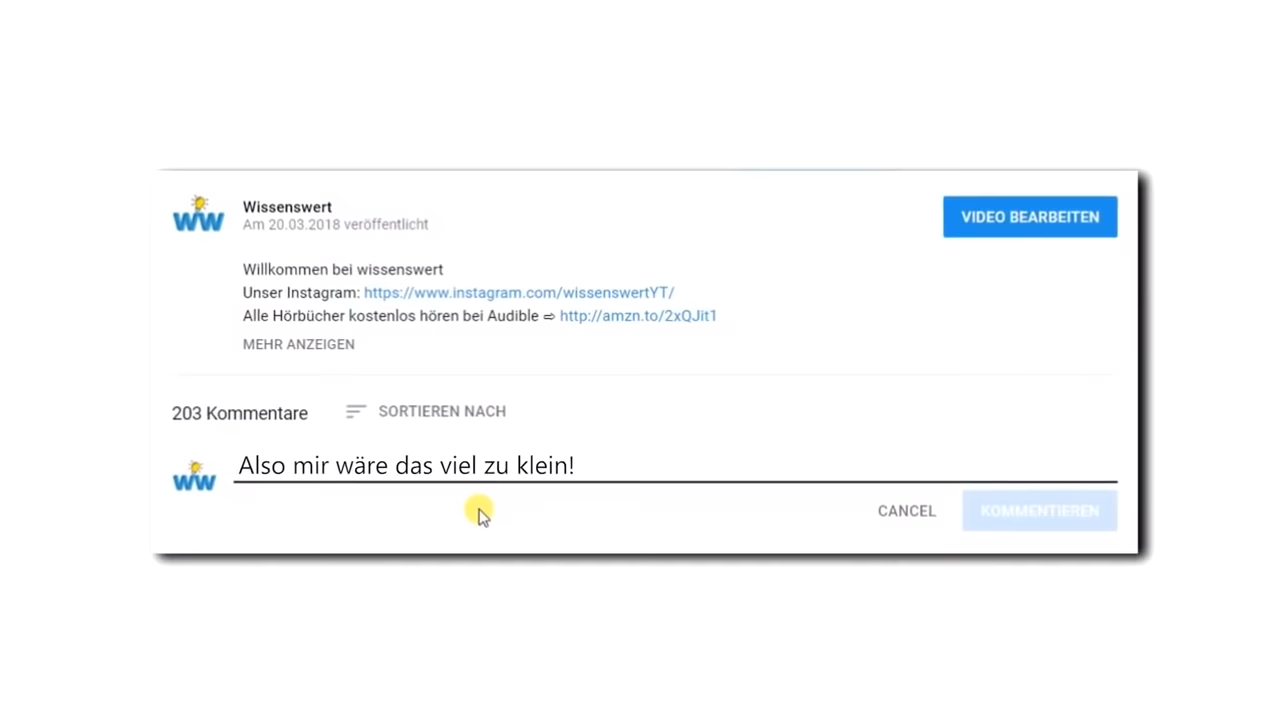 WW
Wissenswert
Am 20.03.2018 veröffentlicht
VIDEO BEARBEITEN
Willkommen bei wissenswert
Unser Instagram: https://www.instagram.com/wissenswertYT/
Alle Hörbücher kostenlos hören bei Audible ⇨ http://amzn.to/2xQJit1
MEHR ANZEIGEN
203 Kommentare
SORTIEREN NACH
WW
Also mir wäre das viel zu klein!
CANCEL
KOMMENTIEREN